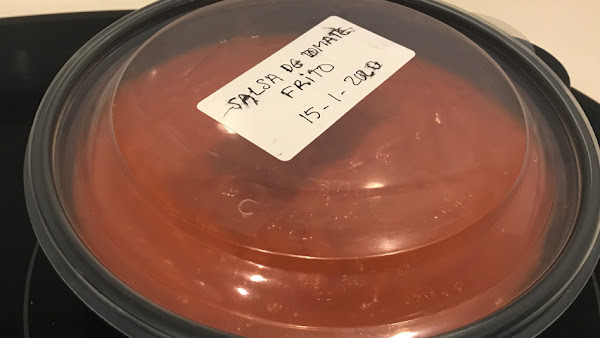 SALSA DE TOMATE
FRITO
15-1-2020